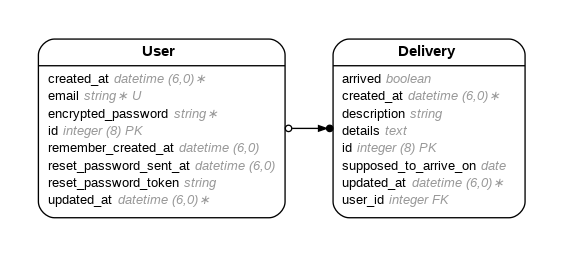 User
created_at datetime (6,0)∗
email string∗ U
encrypted_password string∗
id integer (8) PK
remember_created_at datetime (6,0)
reset_password_sent_at datetime (6,0)
reset_password_token string
updated_at datetime (6,0)∗
Delivery
arrived boolean
created_at datetime (6,0)∗
description string
details text
id integer (8) PK
supposed_to_arrive_on date
updated_at datetime (6,0)∗
user_id integer FK